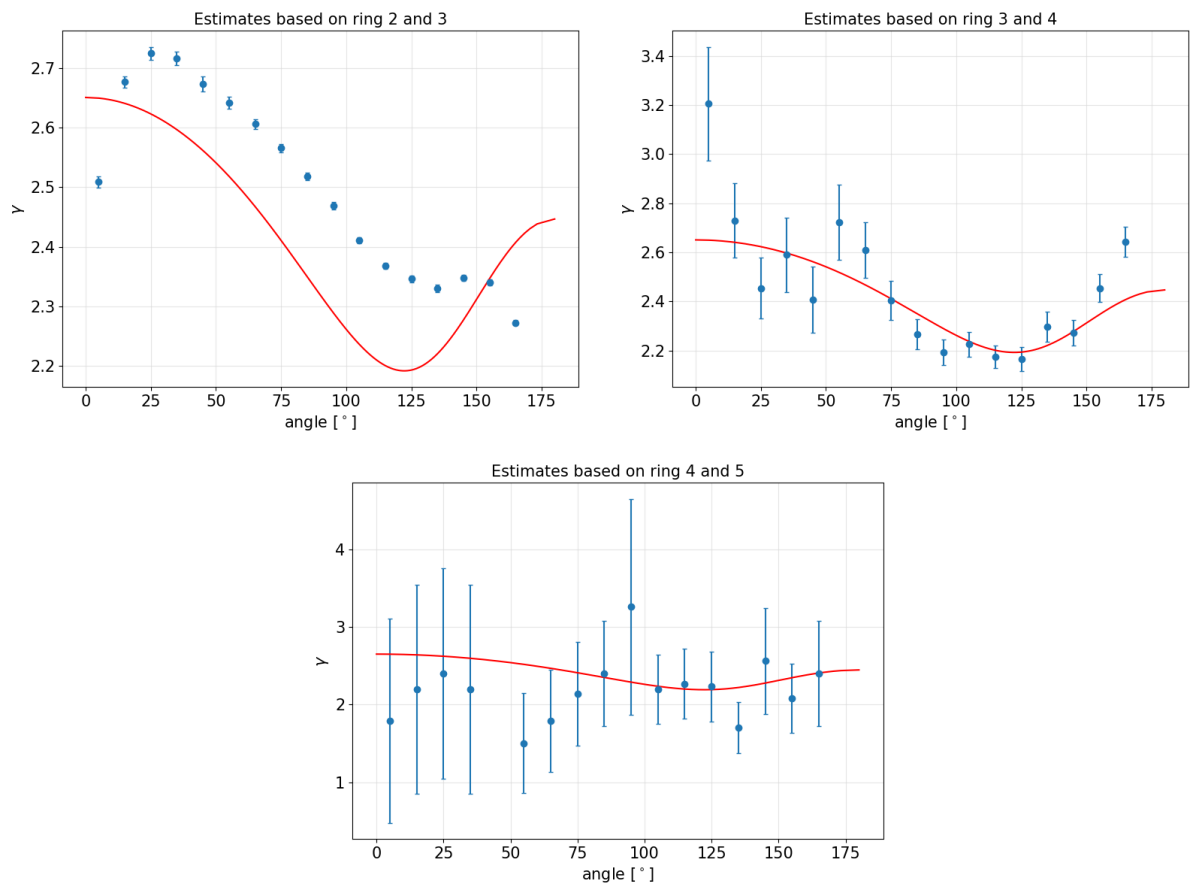 Estimates based on ring 2 and 3
2.7
2.6
2.5
2.4
2.3
2.2
γ
0 25 50 75 100 125 150 175
angle [°]
Estimates based on ring 3 and 4
3.4
3.2
3.0
2.8
2.6
2.4
2.2
γ
0 25 50 75 100 125 150 175
angle [°]
Estimates based on ring 4 and 5
4
3
2
1
γ
0 25 50 75 100 125 150 175
angle [°]